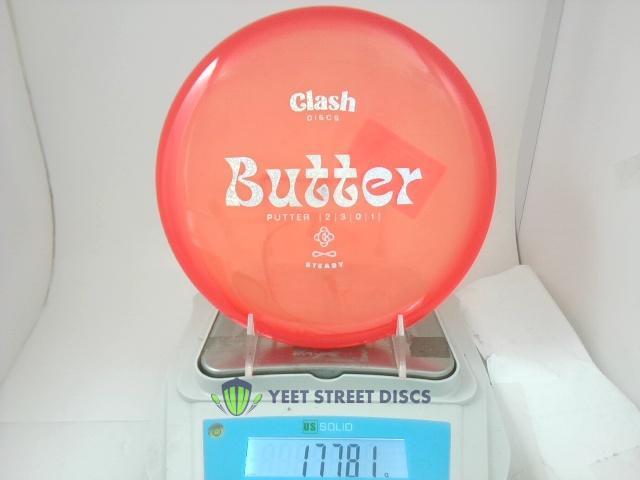 Clash
DISCS
Butter
PUTTER |2|3|0|1|
STEADY
YEET STREET DISCS
US SOLID
177.81 g